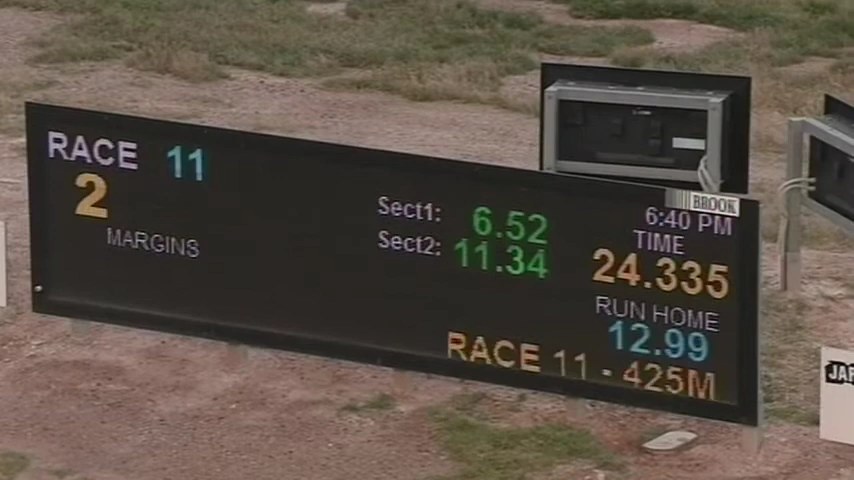 RACE 11
2
MARGINS
Sect1: 6.52
Sect2: 11.34
BROOK
6:40 PM
TIME
24.335
RUN HOME
12.99
RACE 11 - 425M